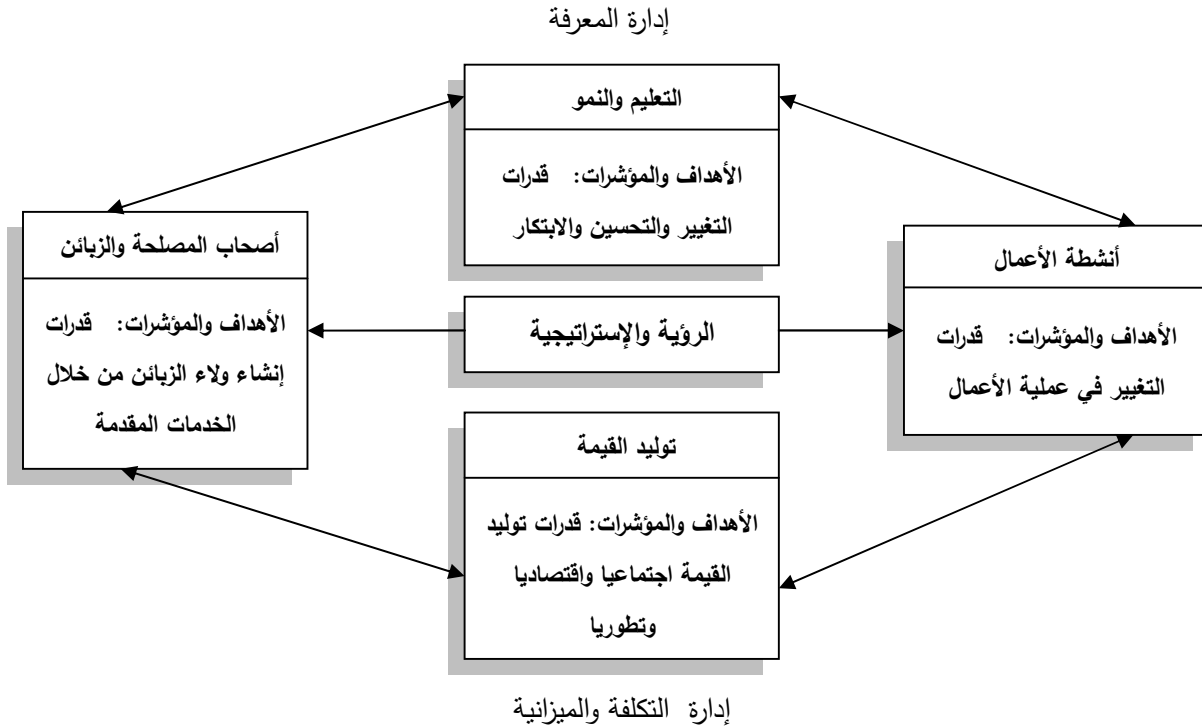 إدارة المعرفة
التعليم والنمو
الأهداف والمؤشرات: قدرات
التغيير والتحسين والابتكار
أصحاب المصلحة والزبائن
الأهداف والمؤشرات: قدرات
إنشاء ولاء الزبائن من خلال
الخدمات المقدمة
الرؤية والإستراتيجية
أنشطة الأعمال
الأهداف والمؤشرات: قدرات
التغيير في عملية الأعمال
توليد القيمة
الأهداف والمؤشرات: قدرات توليد
القيمة اجتماعيا واقتصاديا
وتطوريا
إدارة التكلفة والميزانية